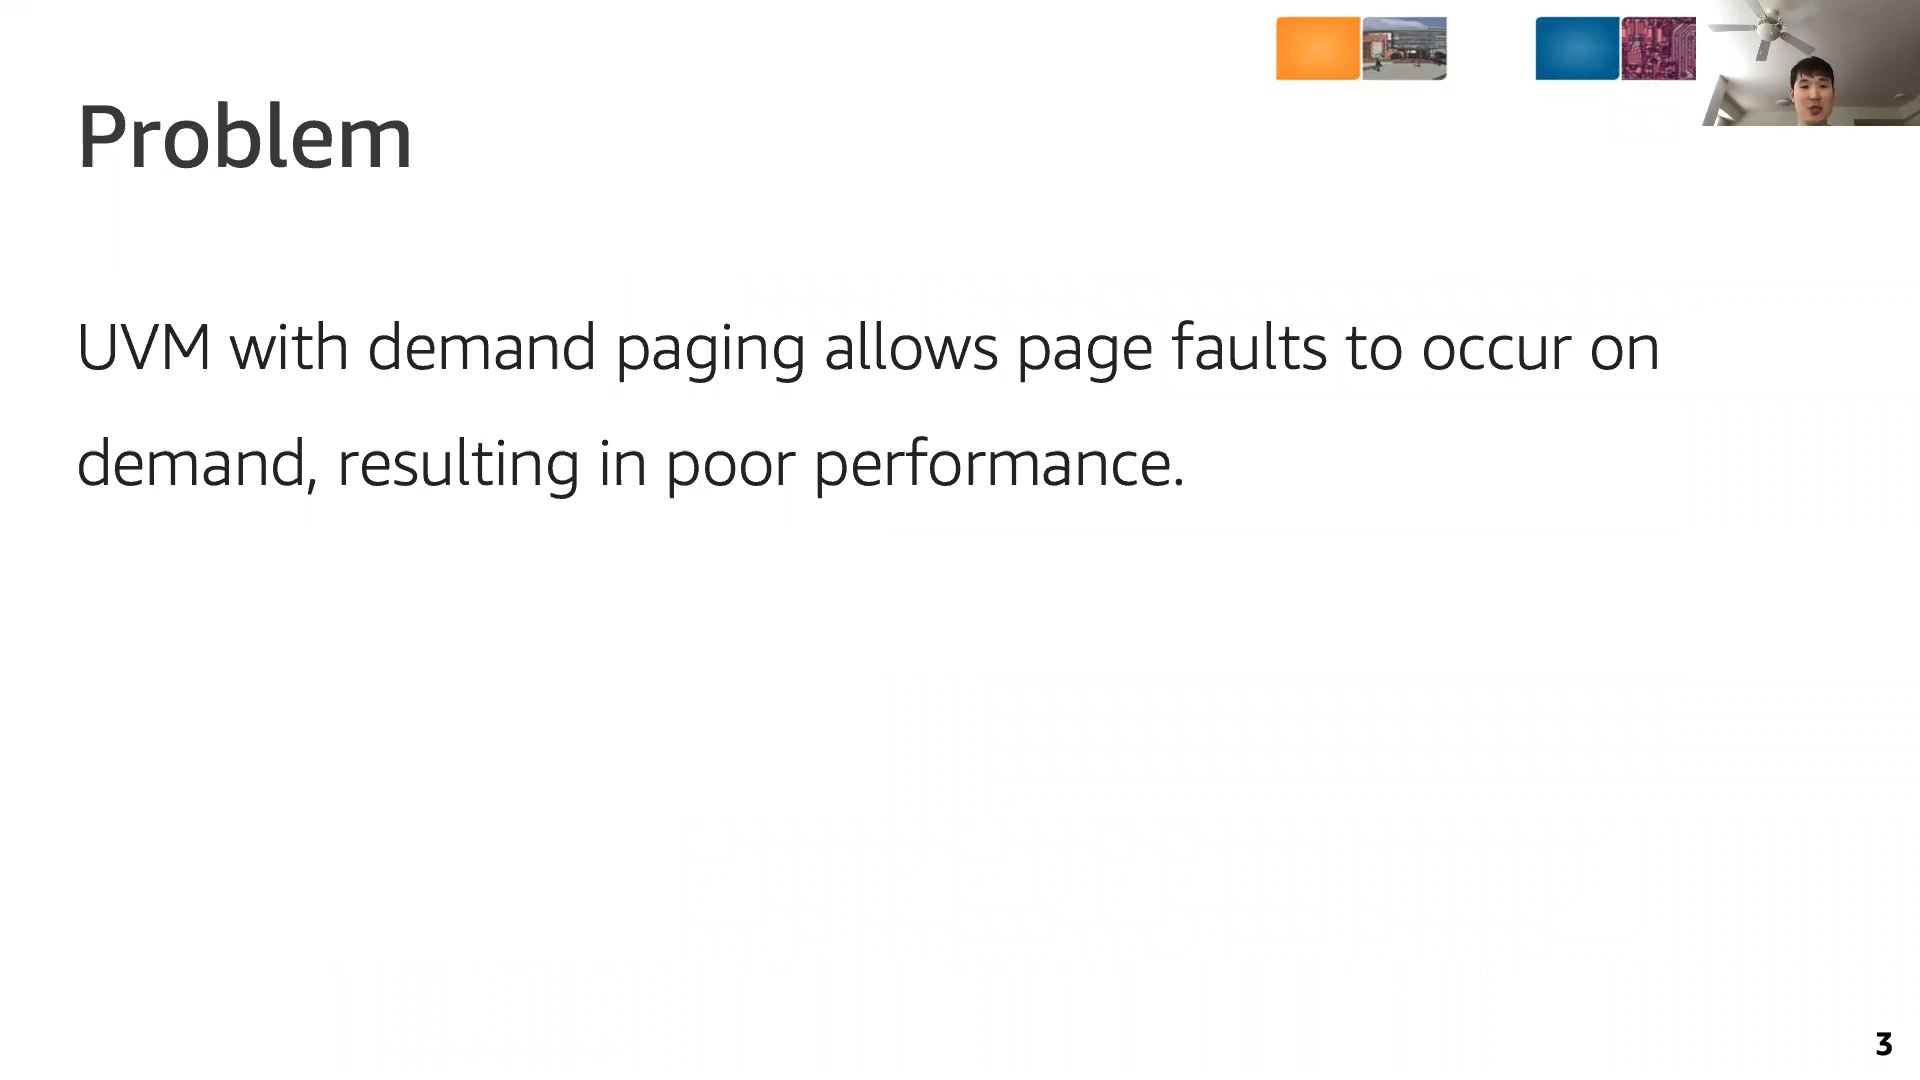 Problem
UVM with demand paging allows page faults to occur on
demand, resulting in poor performance.
3